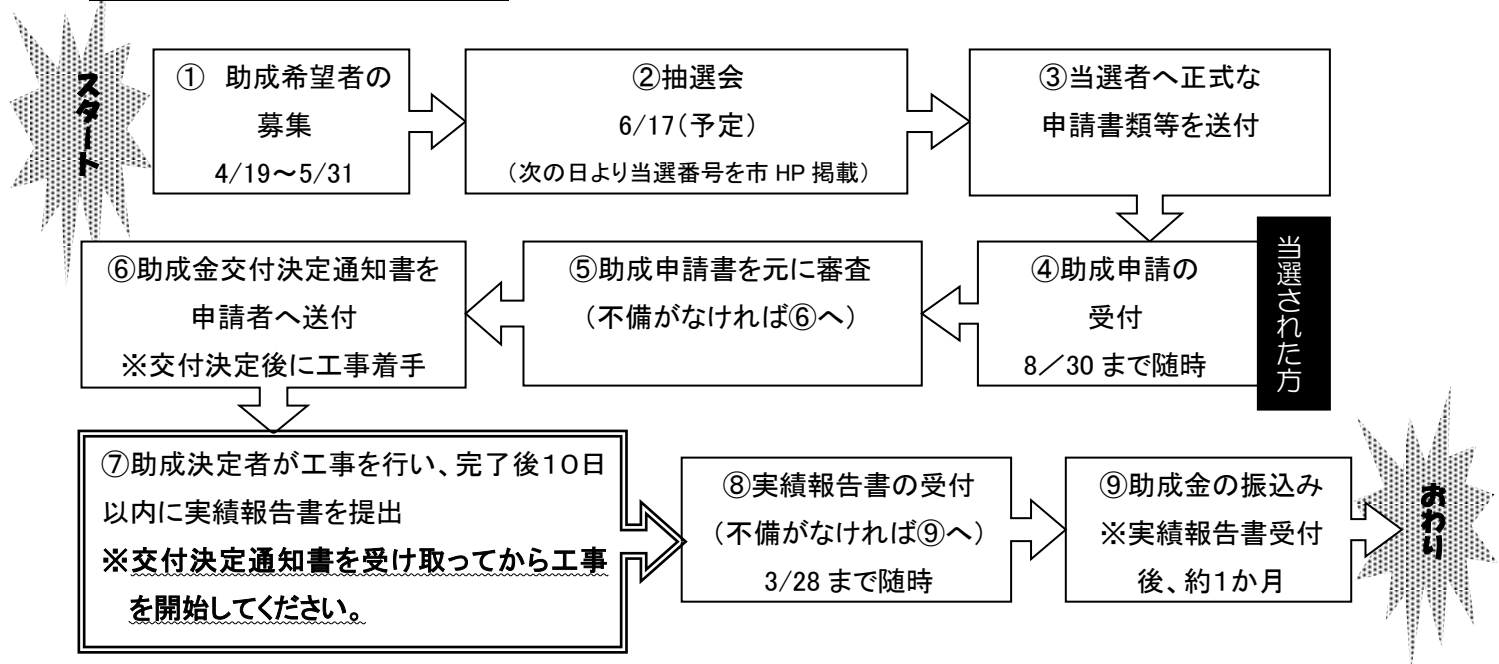 スタート
① 助成希望者の
募集
4/19～5/31
②抽選会
6/17(予定)
(次の日より当選番号を市 HP 掲載)
③当選者へ正式な
申請書類等を送付
当選された方
④助成申請の
受付
8／30 まで随時
⑤助成申請書を元に審査
(不備がなければ⑥へ)
⑥助成金交付決定通知書を
申請者へ送付
※交付決定後に工事着手
⑦助成決定者が工事を行い、完了後１０日
以内に実績報告書を提出
※交付決定通知書を受け取ってから工事
を開始してください。
⑧実績報告書の受付
(不備がなければ⑨へ)
3/28 まで随時
⑨助成金の振込み
※実績報告書受付
後、約１か月
おわり